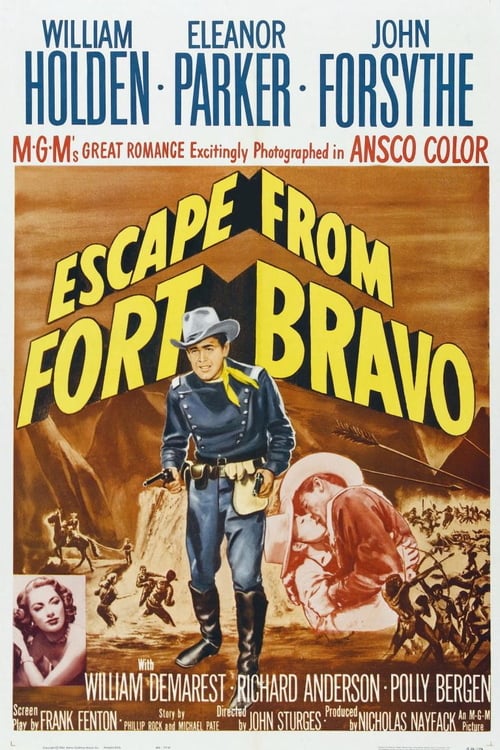 WILLIAM ELEANOR JOHN
HOLDEN · PARKER · FORSYTHE
M·G·M's GREAT ROMANCE Excitingly Photographed in ANSCO COLOR
ESCAPE FROM
FORT BRAVO
With
WILLIAM DEMAREST · RICHARD ANDERSON · POLLY BERGEN
Screen Play by FRANK FENTON · Story by PHILLIP ROCK AND MICHAEL PATE · Directed by JOHN STURGES · Produced by NICHOLAS NAYFACK · An M-G-M Picture